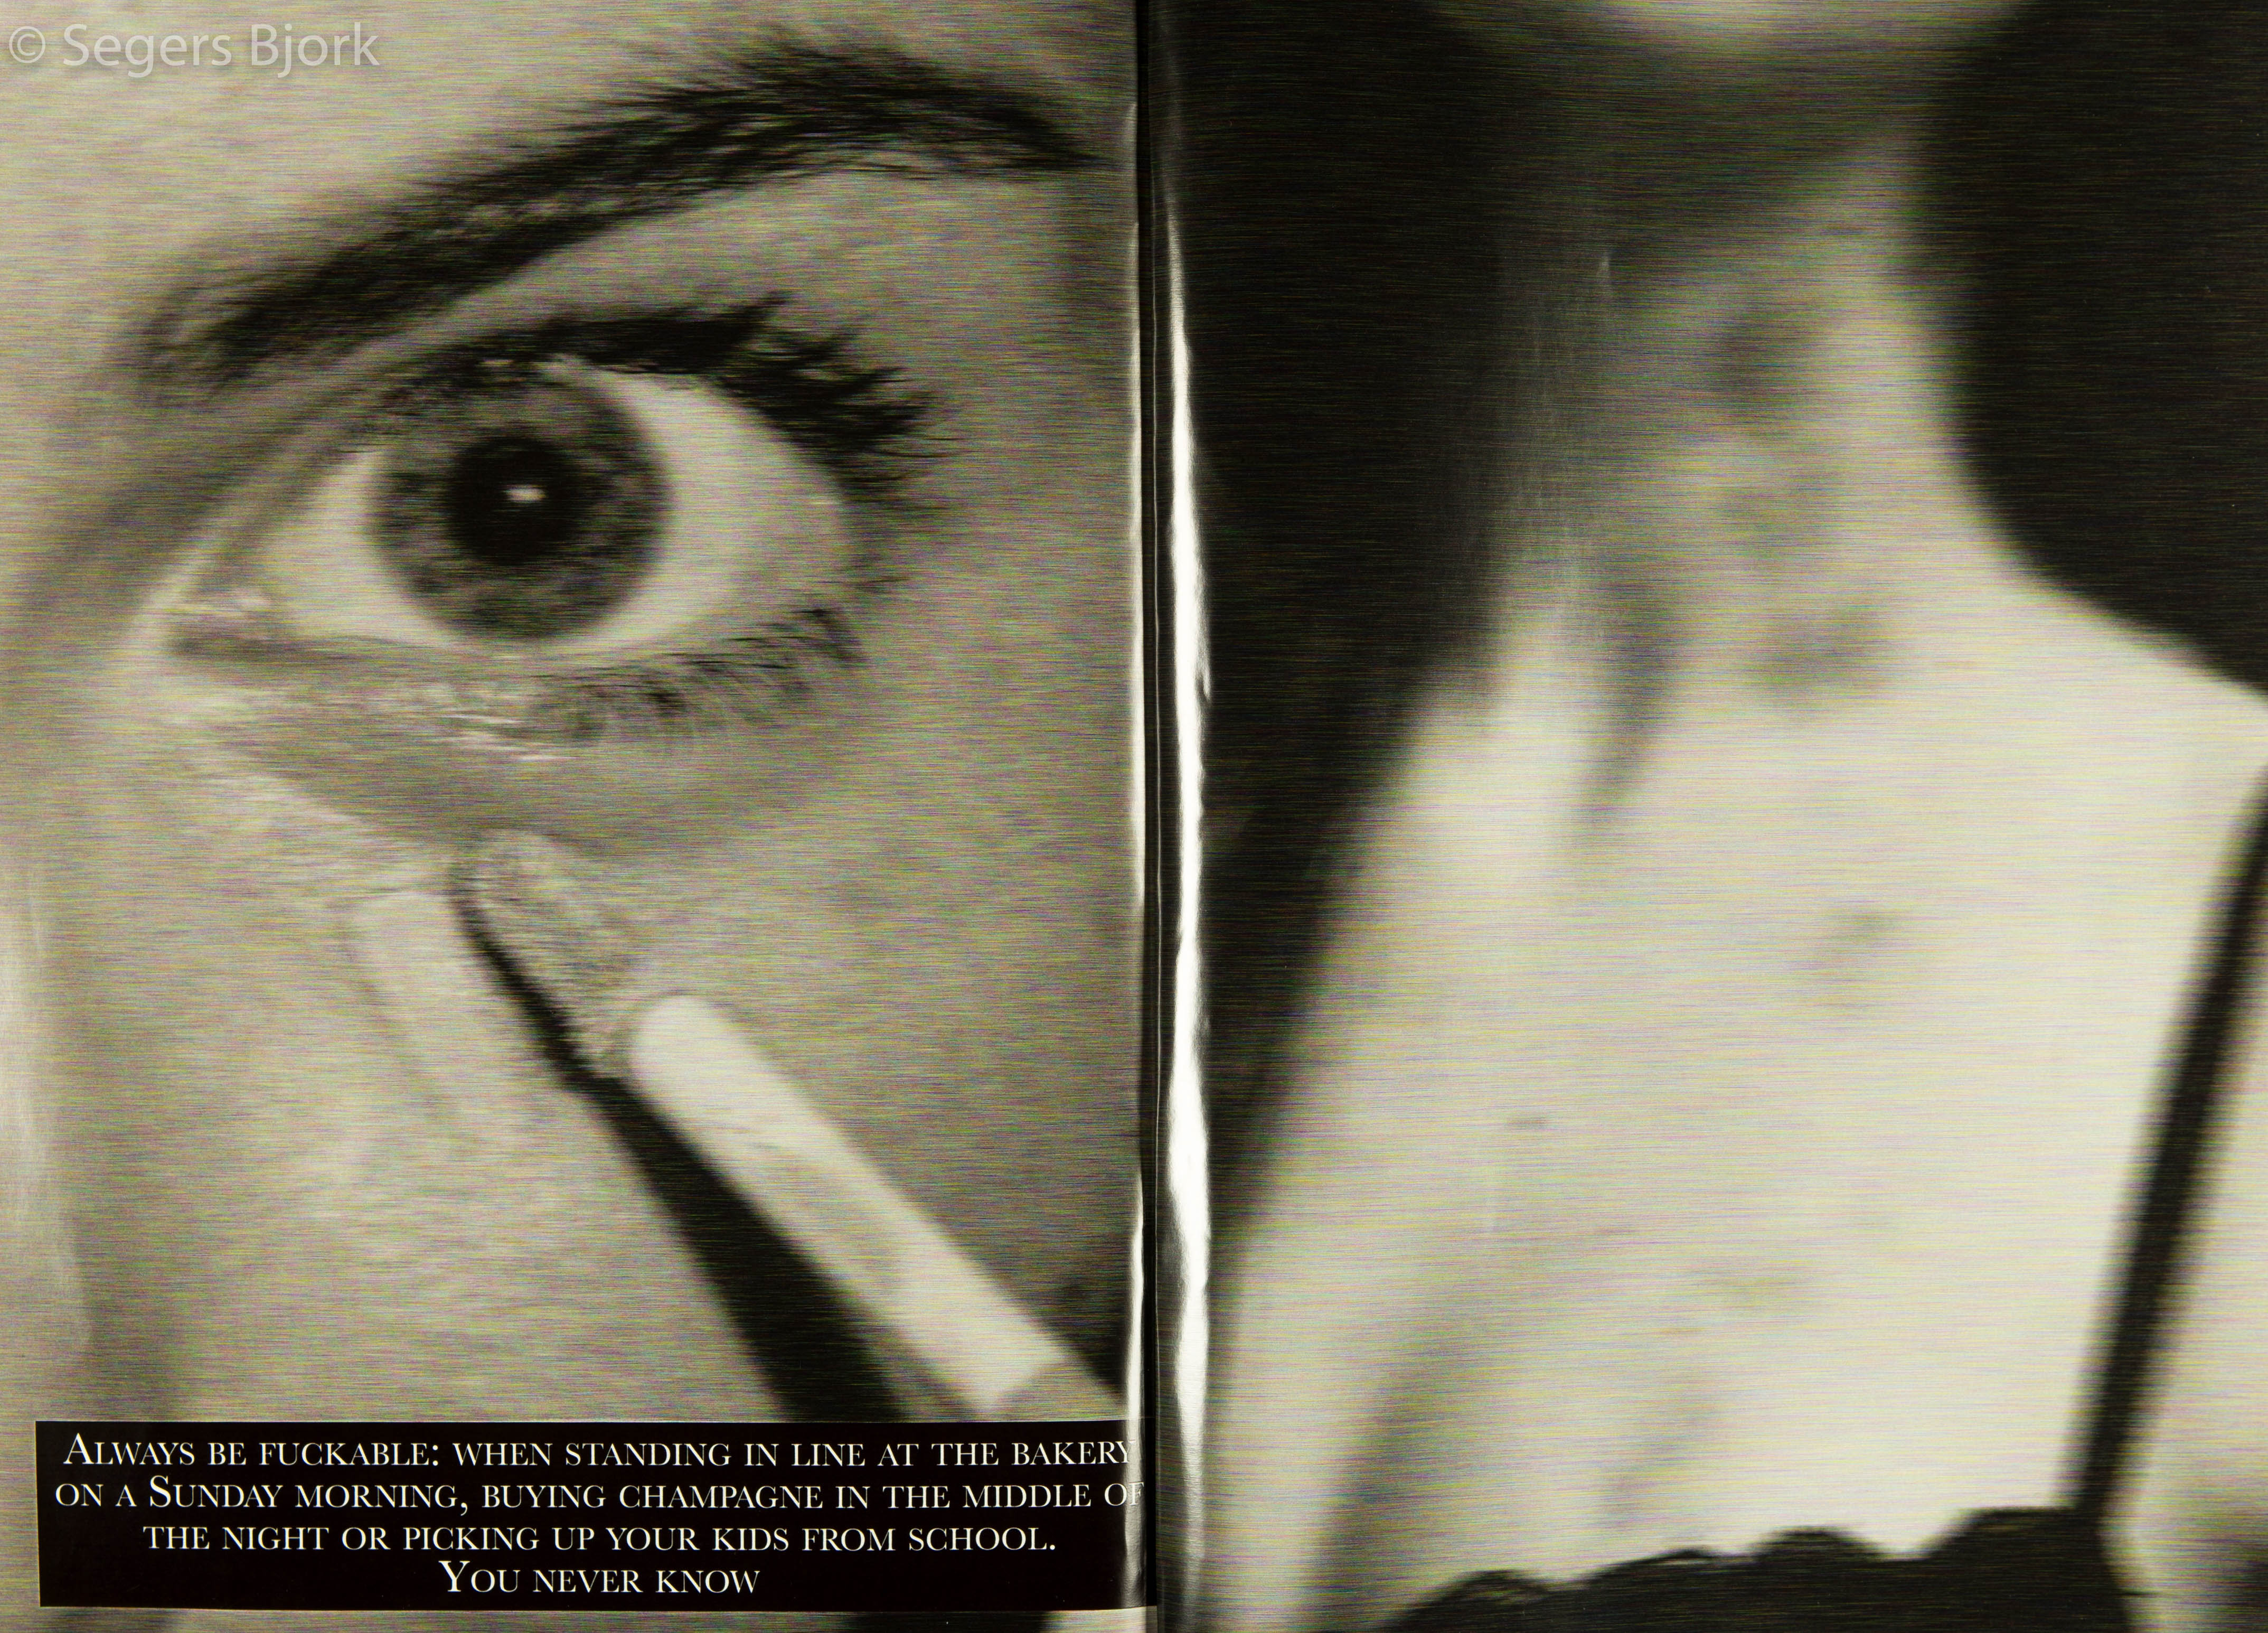 © Segers Bjork
Always be fuckable: when standing in line at the bakery
on a Sunday morning, buying champagne in the middle of
the night or picking up your kids from school.
You never know